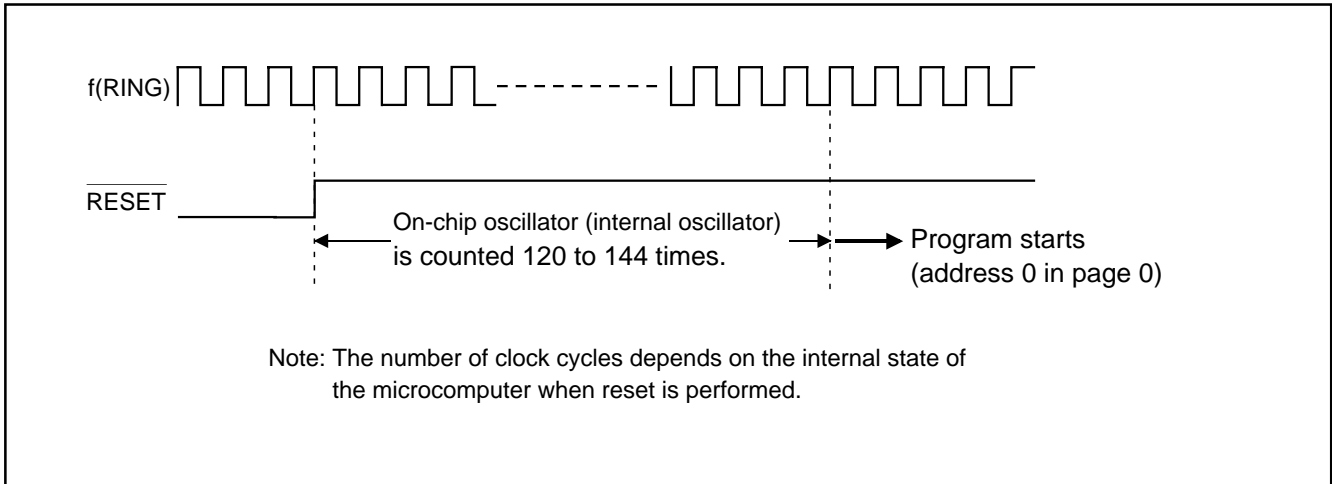 f(RING)
RESET
On-chip oscillator (internal oscillator)
is counted 120 to 144 times.
Program starts
(address 0 in page 0)
Note: The number of clock cycles depends on the internal state of
the microcomputer when reset is performed.